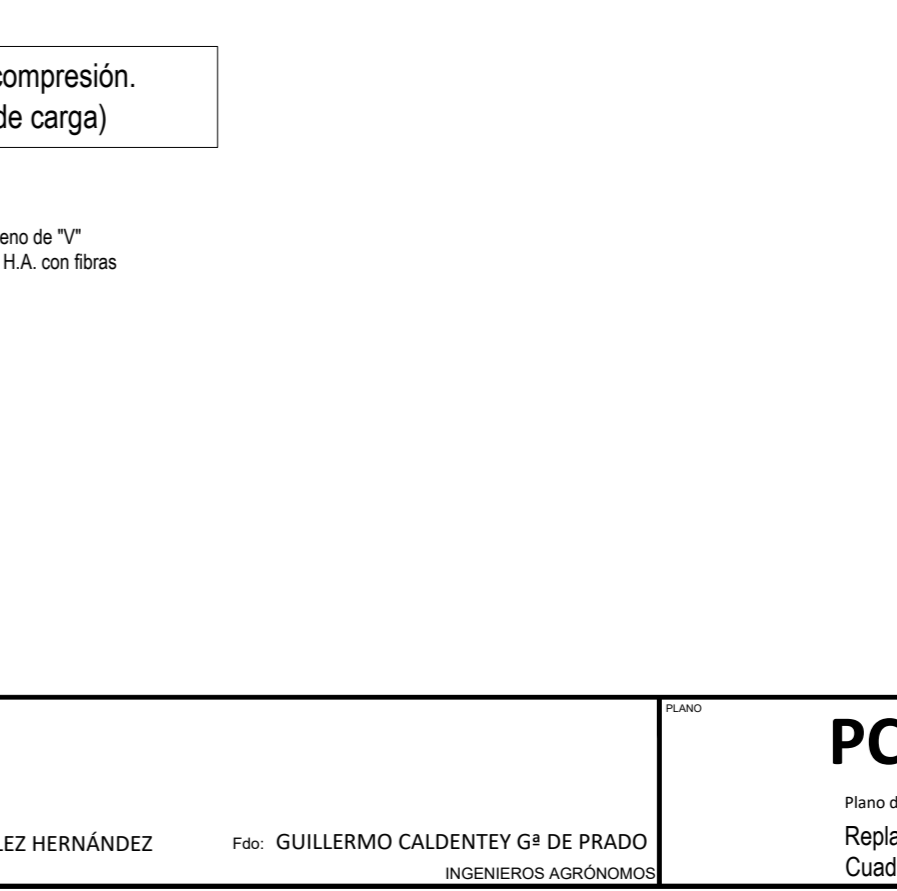 compresión.
de carga)
eno de "V"
H.A. con fibras
PLANO
PO
Plano d
LEZ HERNÁNDEZ
Fdo: GUILLERMO CALDENTEY Gª DE PRADO
INGENIEROS AGRÓNOMOS
Repla
Cuad